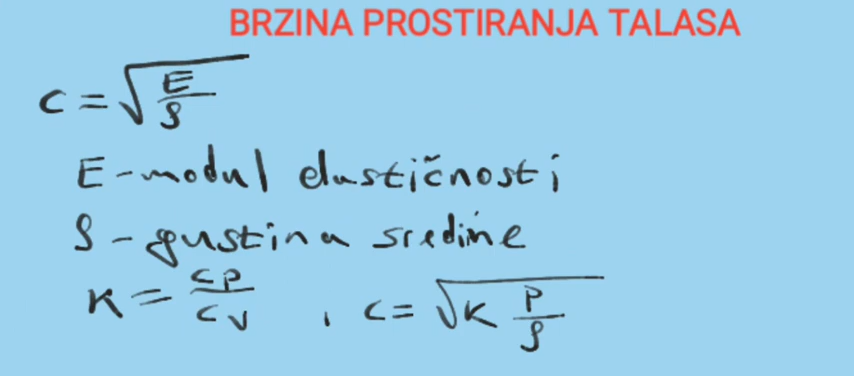 BRZINA PROSTIRANJA TALASA
c = √(E/ρ)
E - modul elastičnosti
ρ - gustina sredine
κ = cp/cv , c = √(κ p/ρ)